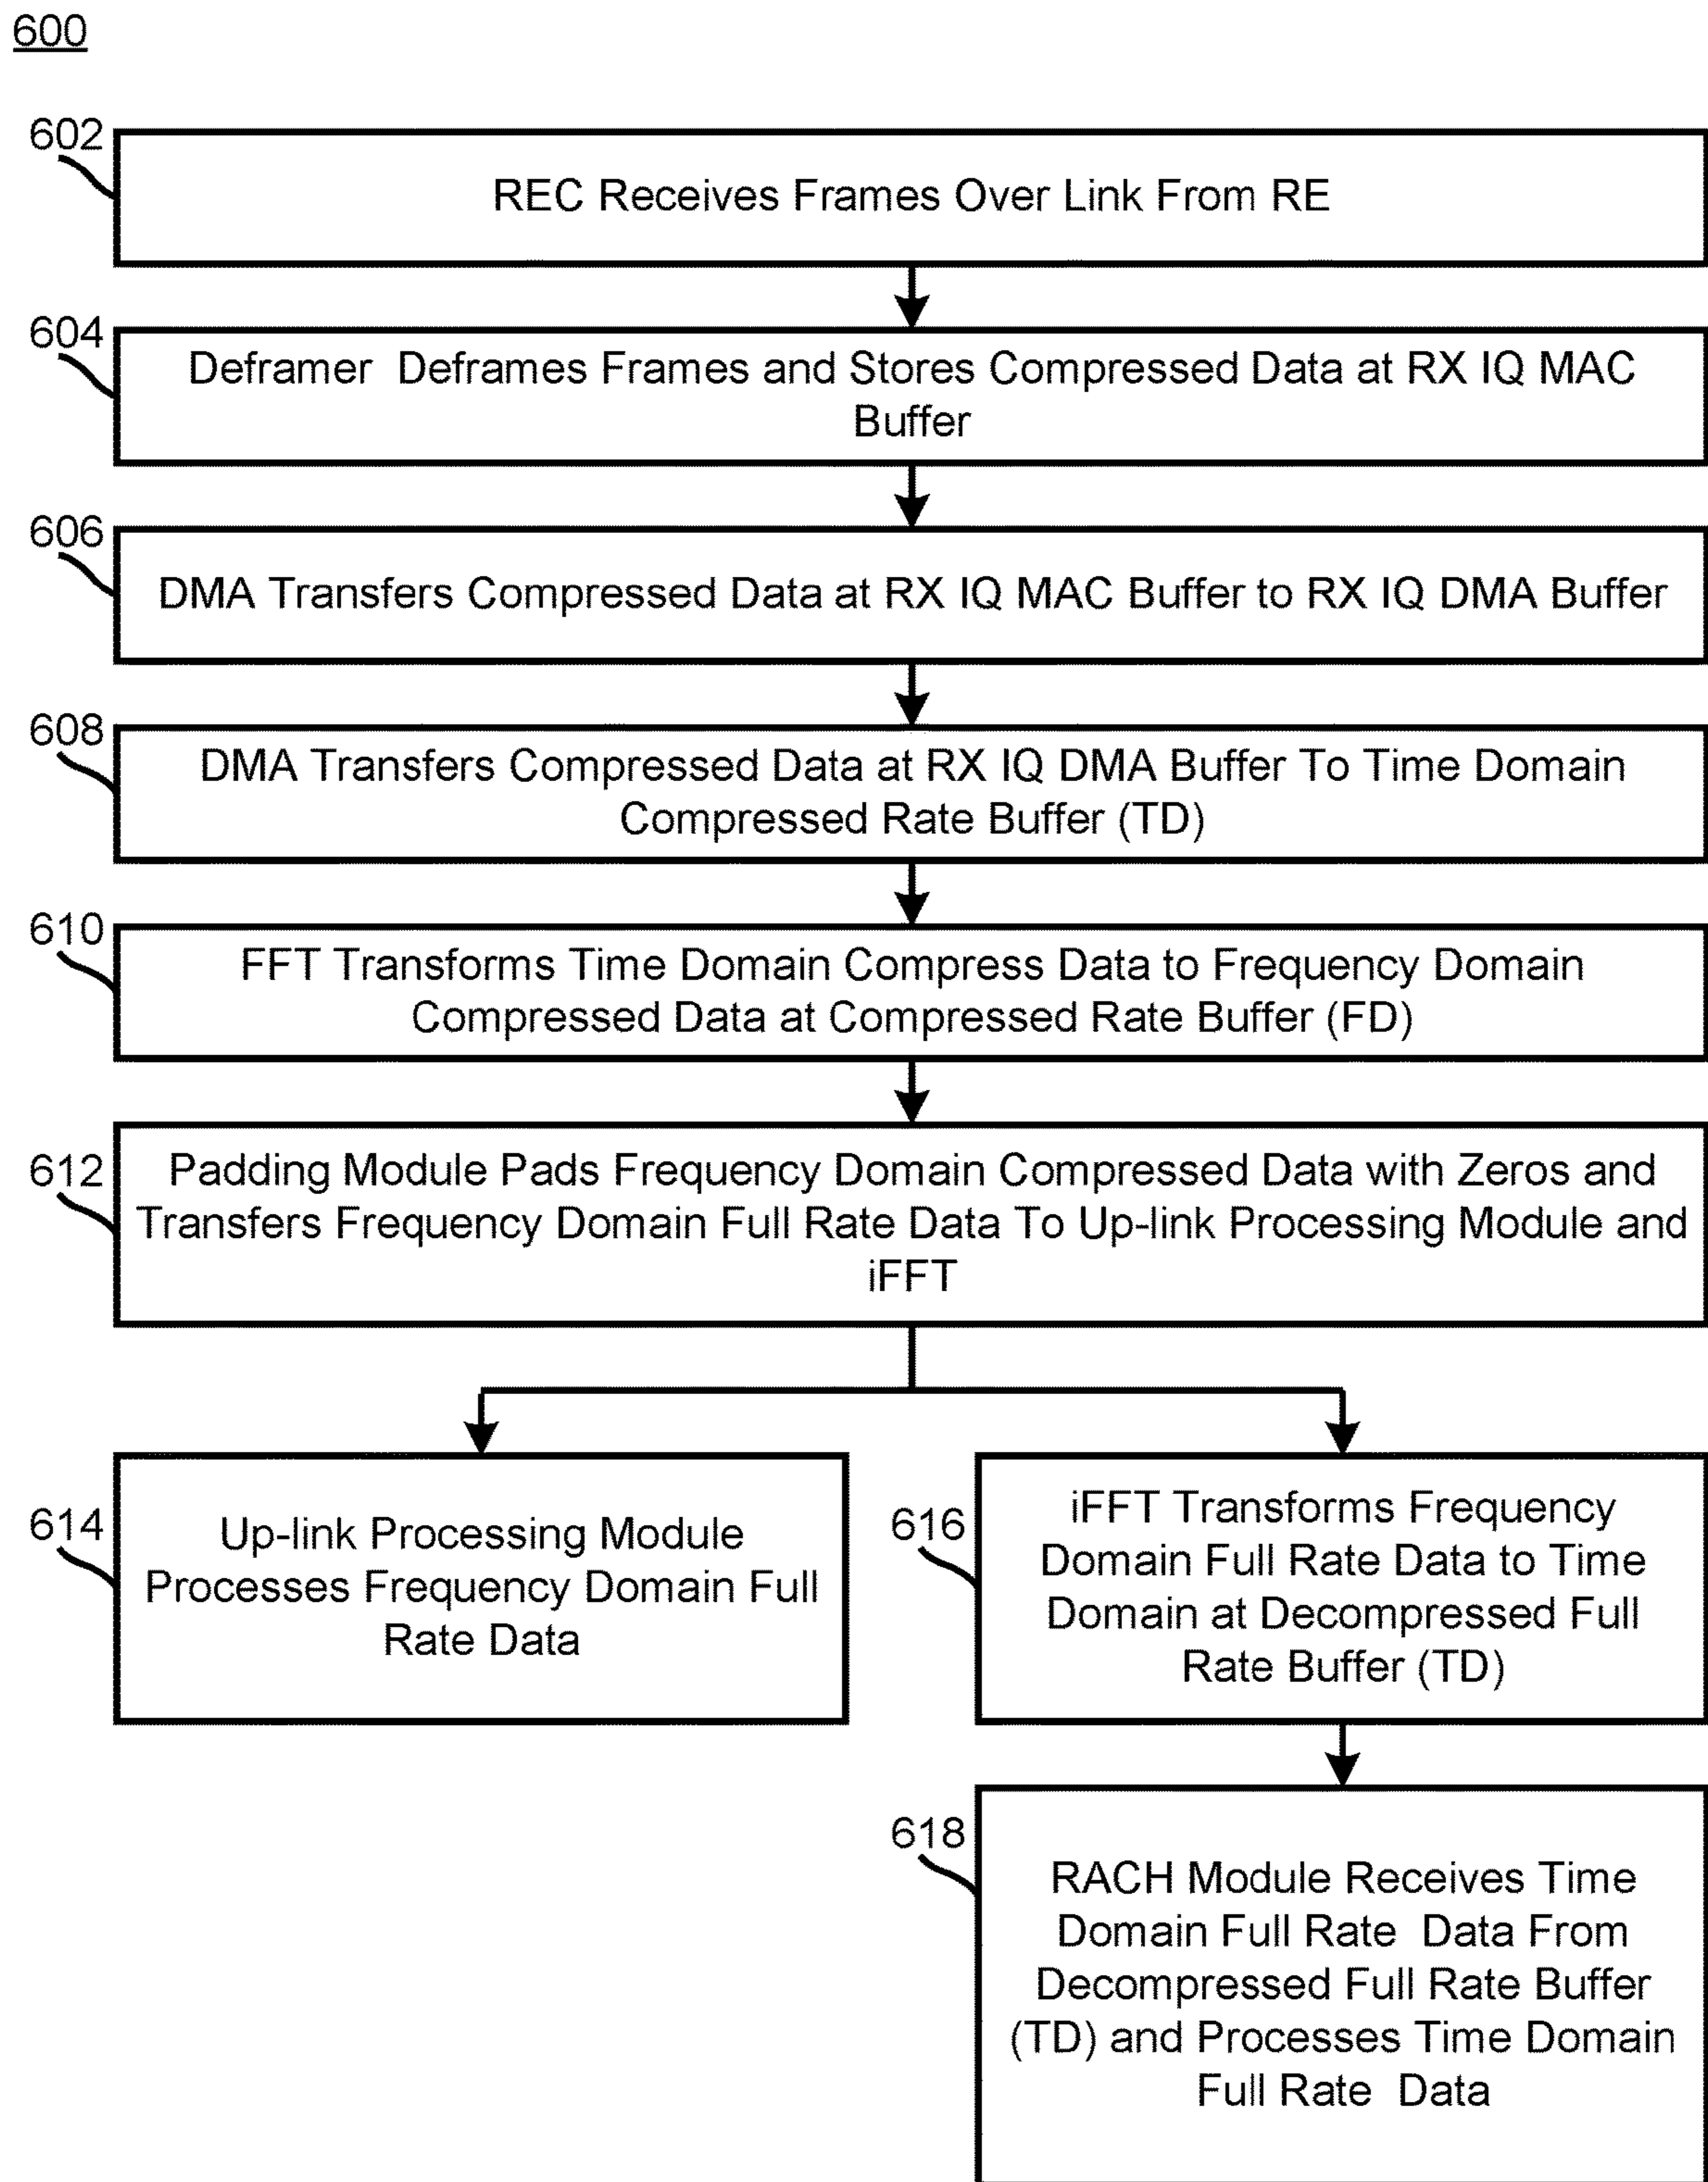 600
602
REC Receives Frames Over Link From RE
604
Deframer Deframes Frames and Stores Compressed Data at RX IQ MAC
Buffer
606
DMA Transfers Compressed Data at RX IQ MAC Buffer to RX IQ DMA Buffer
608
DMA Transfers Compressed Data at RX IQ DMA Buffer To Time Domain
Compressed Rate Buffer (TD)
610
FFT Transforms Time Domain Compress Data to Frequency Domain
Compressed Data at Compressed Rate Buffer (FD)
612
Padding Module Pads Frequency Domain Compressed Data with Zeros and
Transfers Frequency Domain Full Rate Data To Up-link Processing Module and
iFFT
614
Up-link Processing Module
Processes Frequency Domain Full
Rate Data
616
iFFT Transforms Frequency
Domain Full Rate Data to Time
Domain at Decompressed Full
Rate Buffer (TD)
618
RACH Module Receives Time
Domain Full Rate Data From
Decompressed Full Rate Buffer
(TD) and Processes Time Domain
Full Rate Data